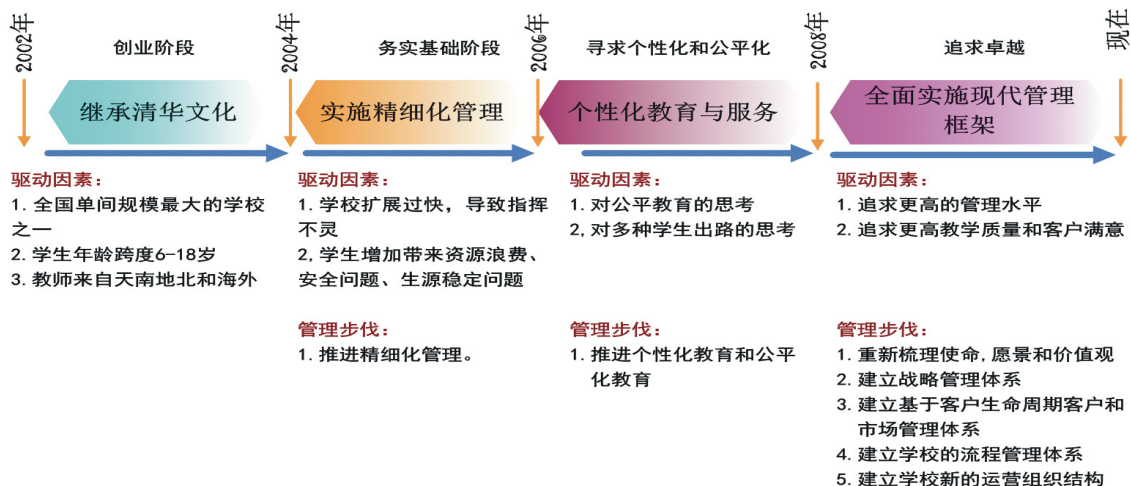 2002年
创业阶段
2004年
务实基础阶段
2006年
寻求个性化和公平化
2008年
追求卓越
现在
继承清华文化
实施精细化管理
个性化教育与服务
全面实施现代管理
框架
驱动因素：
1. 全国单间规模最大的学校
之一
2. 学生年龄跨度6-18岁
3. 教师来自天南地北和海外
驱动因素：
1. 学校扩展过快，导致指挥
不灵
2, 学生增加带来资源浪费、
安全问题、生源稳定问题
管理步伐：
1. 推进精细化管理。
驱动因素：
1. 对公平教育的思考
2, 对多种学生出路的思考
管理步伐：
1. 推进个性化教育和公平
化教育
驱动因素：
1. 追求更高的管理水平
2. 追求更高教学质量和客户满意
管理步伐：
1. 重新梳理使命, 愿景和价值观
2. 建立战略管理体系
3. 建立基于客户生命周期客户和
市场管理体系
4. 建立学校的流程管理体系
5. 建立学校新的运营组织结构